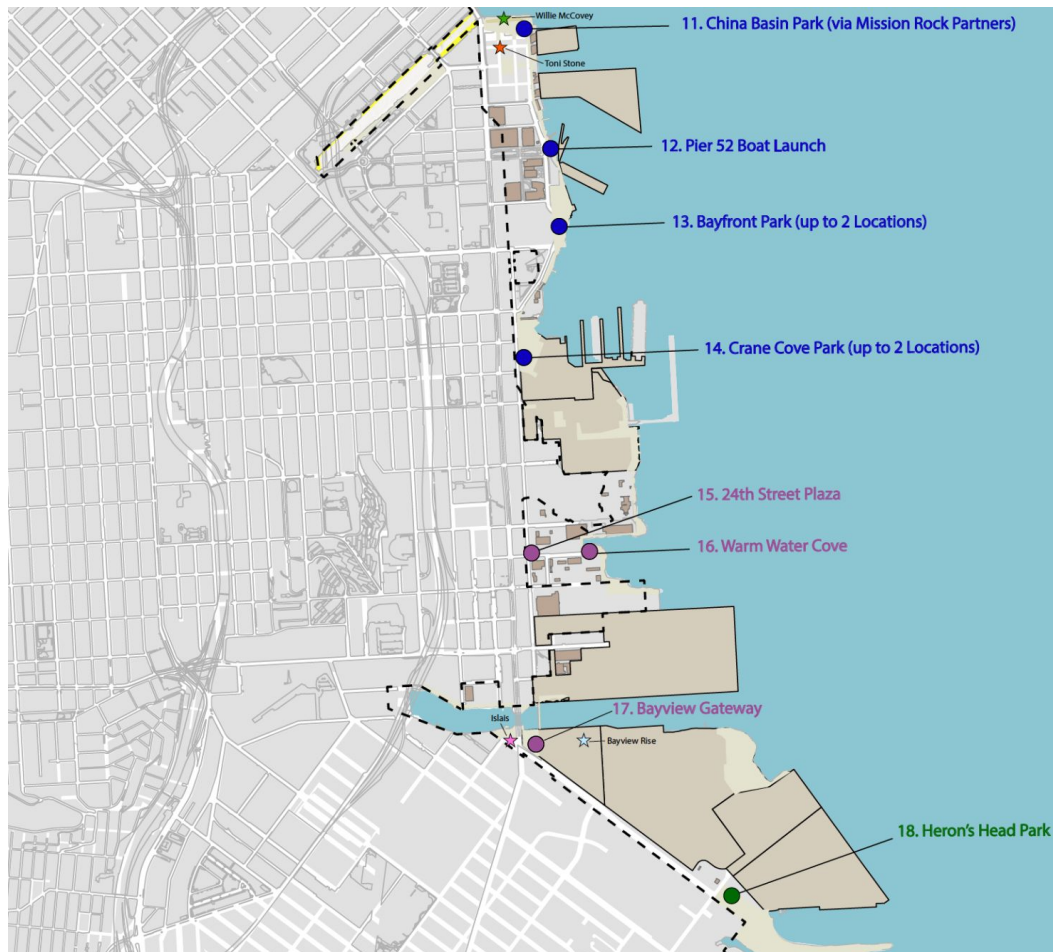 Willie McCovey
11. China Basin Park (via Mission Rock Partners)
Toni Stone
12. Pier 52 Boat Launch
13. Bayfront Park (up to 2 Locations)
14. Crane Cove Park (up to 2 Locations)
15. 24th Street Plaza
16. Warm Water Cove
17. Bayview Gateway
Islais
Bayview Rise
18. Heron's Head Park